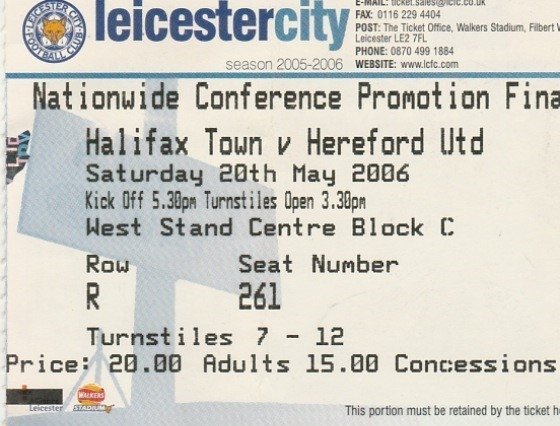 LEICESTER CITY
FOOTBALL CLUB
leicestercity
season 2005-2006
E-MAIL: ticket.sales@lcfc.co.uk
FAX: 0116 229 4404
POST: The Ticket Office, Walkers Stadium, Filbert W
Leicester LE2 7FL
PHONE: 0870 499 1884
WEBSITE: www.lcfc.com
Nationwide Conference Promotion Fina
Halifax Town v Hereford Utd
Saturday 20th May 2006
Kick Off 5.30pm Turnstiles Open 3.30pm
West Stand Centre Block C
Row Seat Number
R 261
Turnstiles 7 - 12
Price: 20.00 Adults 15.00 Concessions
Leicester
WALKERS
STADIUM
This portion must be retained by the ticket h